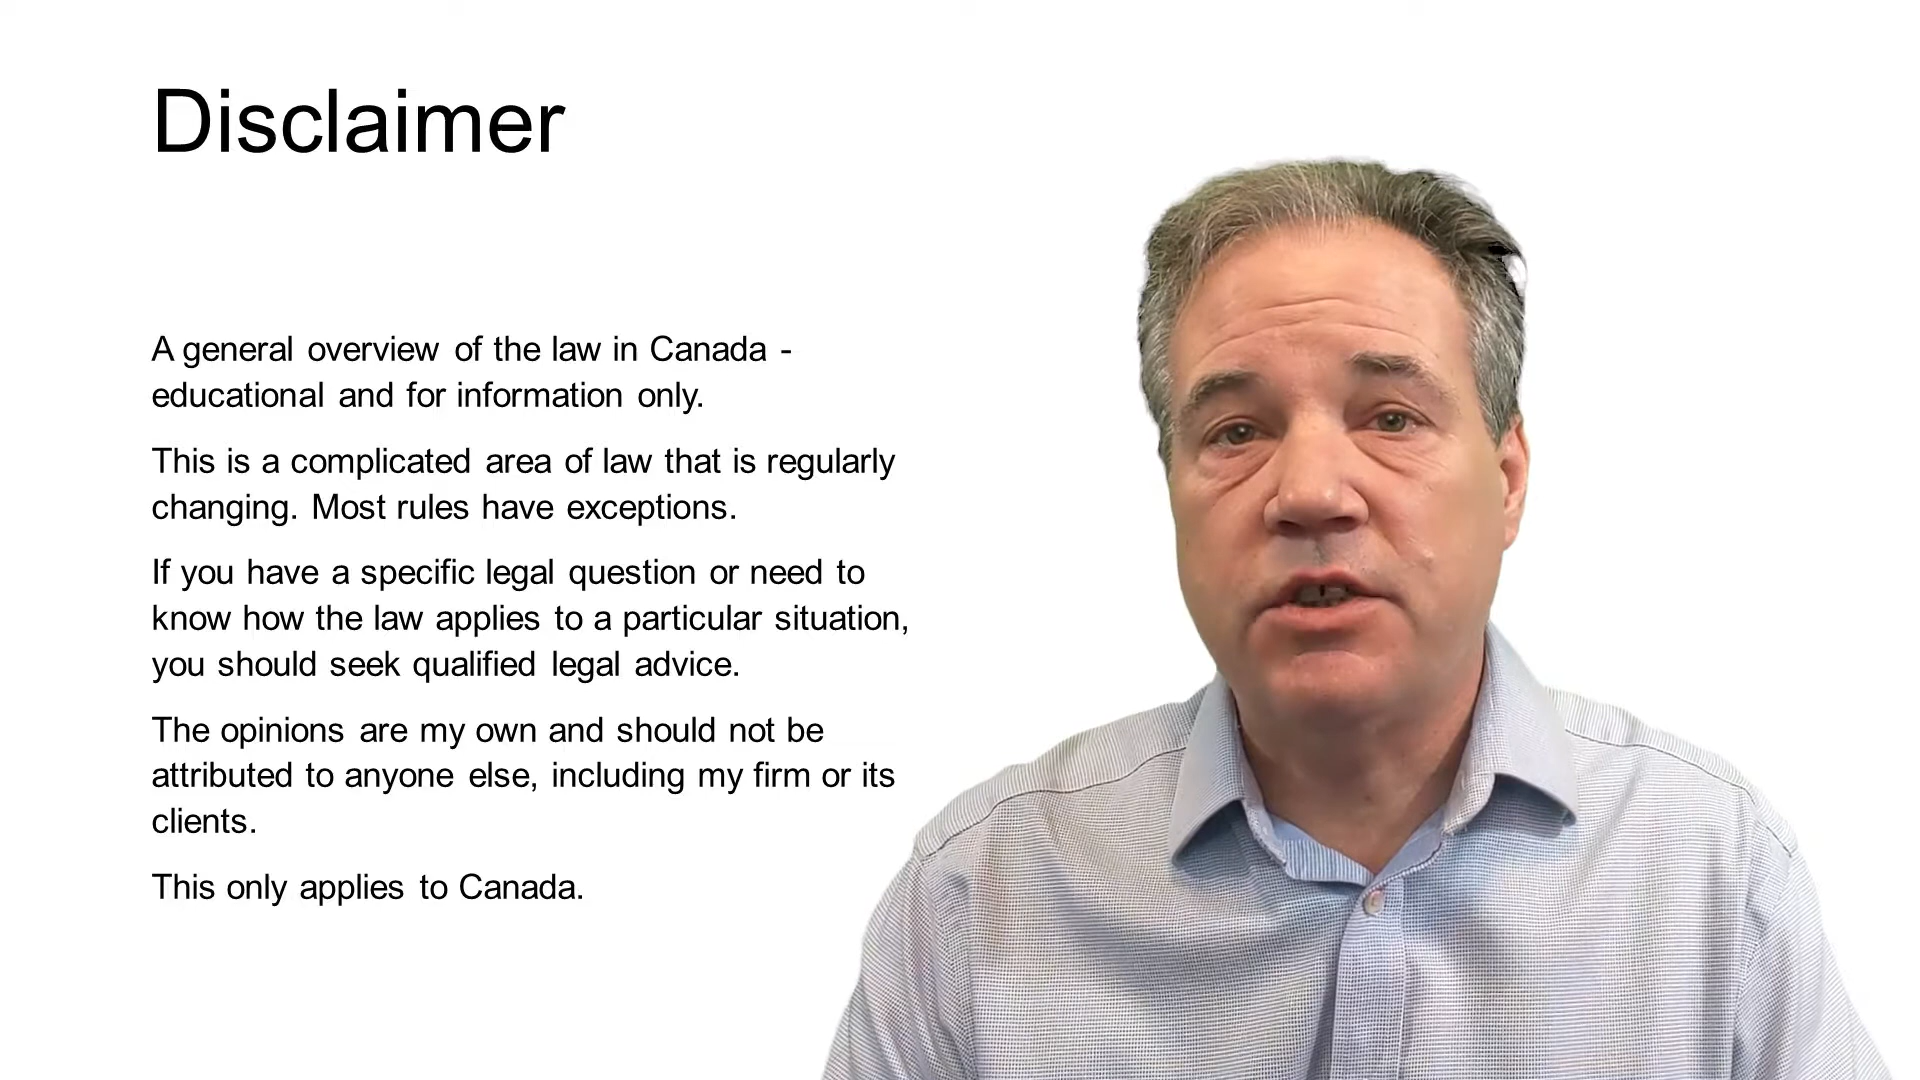 Disclaimer
A general overview of the law in Canada -
educational and for information only.
This is a complicated area of law that is regularly
changing. Most rules have exceptions.
If you have a specific legal question or need to
know how the law applies to a particular situation,
you should seek qualified legal advice.
The opinions are my own and should not be
attributed to anyone else, including my firm or its
clients.
This only applies to Canada.